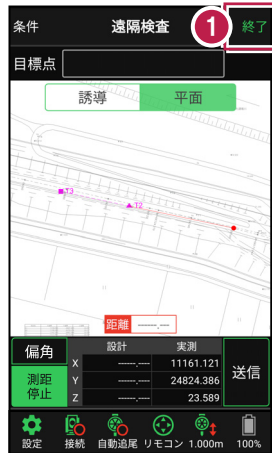 条件 遠隔検査 1 終了
目標点
誘導 平面
T3
T2
距離 -------.----
偏角 設計 実測
X -------.---- 11161.121
測距停止 Y -------.---- 24824.386 送信
Z -------.---- 23.589
設定 接続 自動追尾 リモコン 1.000m 100%